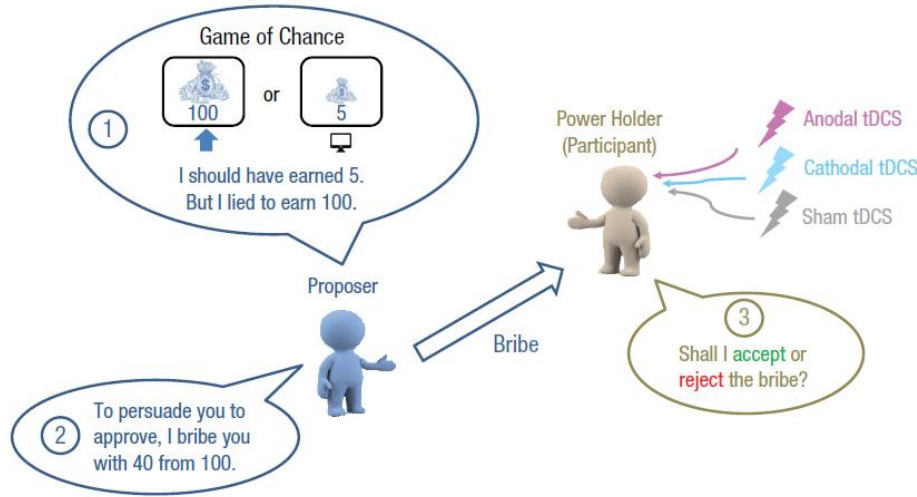 Game of Chance
$
100
or
$
5
1
I should have earned 5.
But I lied to earn 100.
Proposer
2
To persuade you to
approve, I bribe you
with 40 from 100.
Bribe
Power Holder
(Participant)
Anodal tDCS
Cathodal tDCS
Sham tDCS
3
Shall I accept or
reject the bribe?